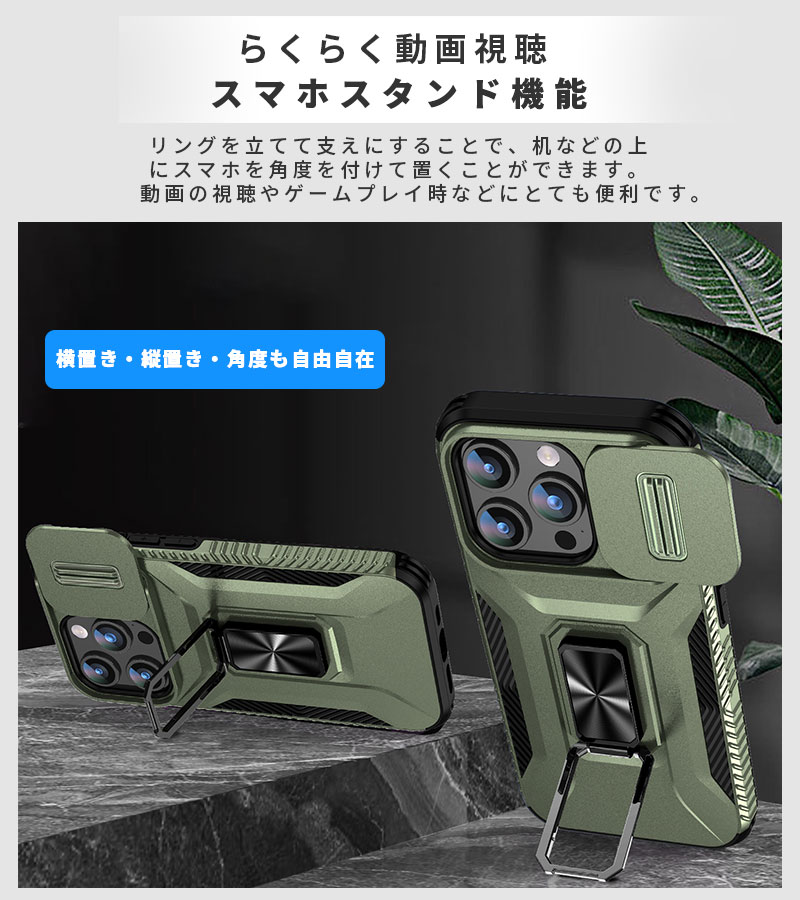 らくらく動画視聴
スマホスタンド機能
リングを立てて支えにすることで、机などの上
にスマホを角度を付けて置くことができます。
動画の視聴やゲームプレイ時などにとても便利です。
横置き・縦置き・角度も自由自在